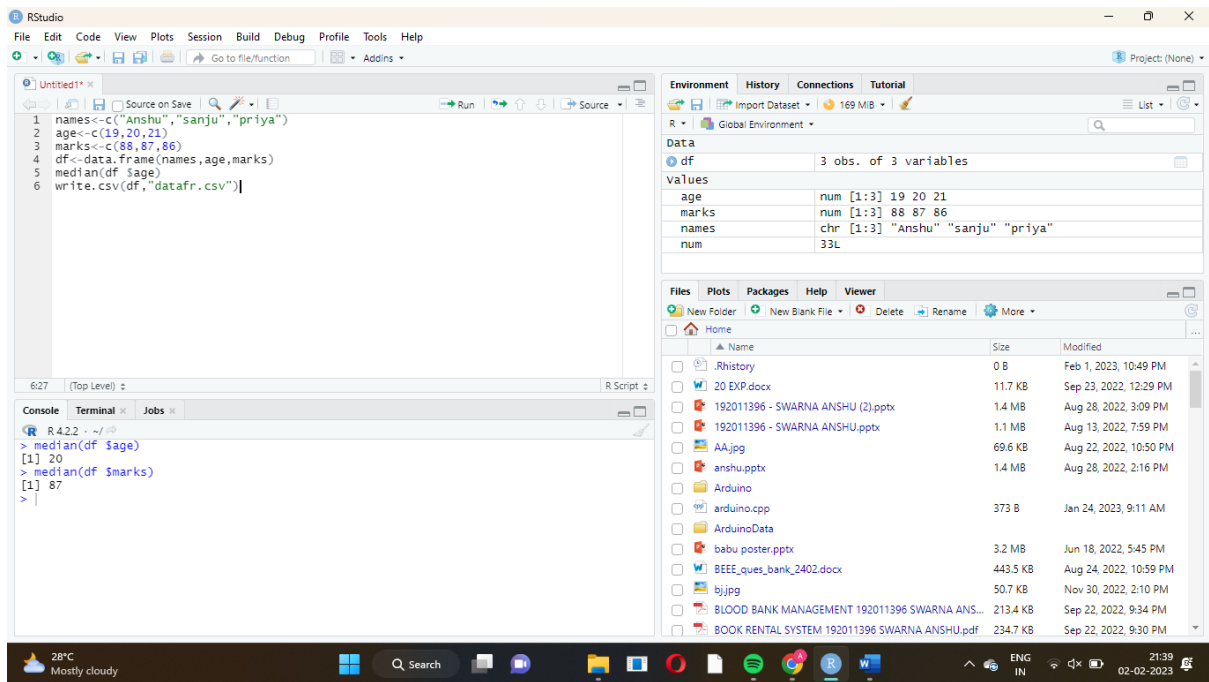 RStudio
File Edit Code View Plots Session Build Debug Profile Tools Help
Go to file/function Addins Project: (None)
Untitled1*
Source on Save Run Source
1 names<-c("Anshu","sanju","priya")
2 age<-c(19,20,21)
3 marks<-c(88,87,86)
4 df<-data.frame(names,age,marks)
5 median(df $age)
6 write.csv(df,"datafr.csv")
6:27 (Top Level) R Script
Console Terminal Jobs
R 4.2.2 · ~/
> median(df $age)
[1] 20
> median(df $marks)
[1] 87
>
Environment History Connections Tutorial
Import Dataset 169 MiB List
R Global Environment
Data
df 3 obs. of 3 variables
Values
age num [1:3] 19 20 21
marks num [1:3] 88 87 86
names chr [1:3] "Anshu" "sanju" "priya"
num 33L
Files Plots Packages Help Viewer
New Folder New Blank File Delete Rename More
Home ...
Name Size Modified
.Rhistory 0 B Feb 1, 2023, 10:49 PM
20 EXP.docx 11.7 KB Sep 23, 2022, 12:29 PM
192011396 - SWARNA ANSHU (2).pptx 1.4 MB Aug 28, 2022, 3:09 PM
192011396 - SWARNA ANSHU.pptx 1.1 MB Aug 13, 2022, 7:59 PM
AA.jpg 69.6 KB Aug 22, 2022, 10:50 PM
anshu.pptx 1.4 MB Aug 28, 2022, 2:16 PM
Arduino
arduino.cpp 373 B Jan 24, 2023, 9:11 AM
ArduinoData
babu poster.pptx 3.2 MB Jun 18, 2022, 5:45 PM
BEEE_ques_bank_2402.docx 443.5 KB Aug 24, 2022, 10:59 PM
bj.jpg 50.7 KB Nov 30, 2022, 2:10 PM
BLOOD BANK MANAGEMENT 192011396 SWARNA ANS... 213.4 KB Sep 22, 2022, 9:34 PM
BOOK RENTAL SYSTEM 192011396 SWARNA ANSHU.pdf 234.7 KB Sep 22, 2022, 9:30 PM
28°C
Mostly cloudy
Search
ENG
IN
21:39
02-02-2023